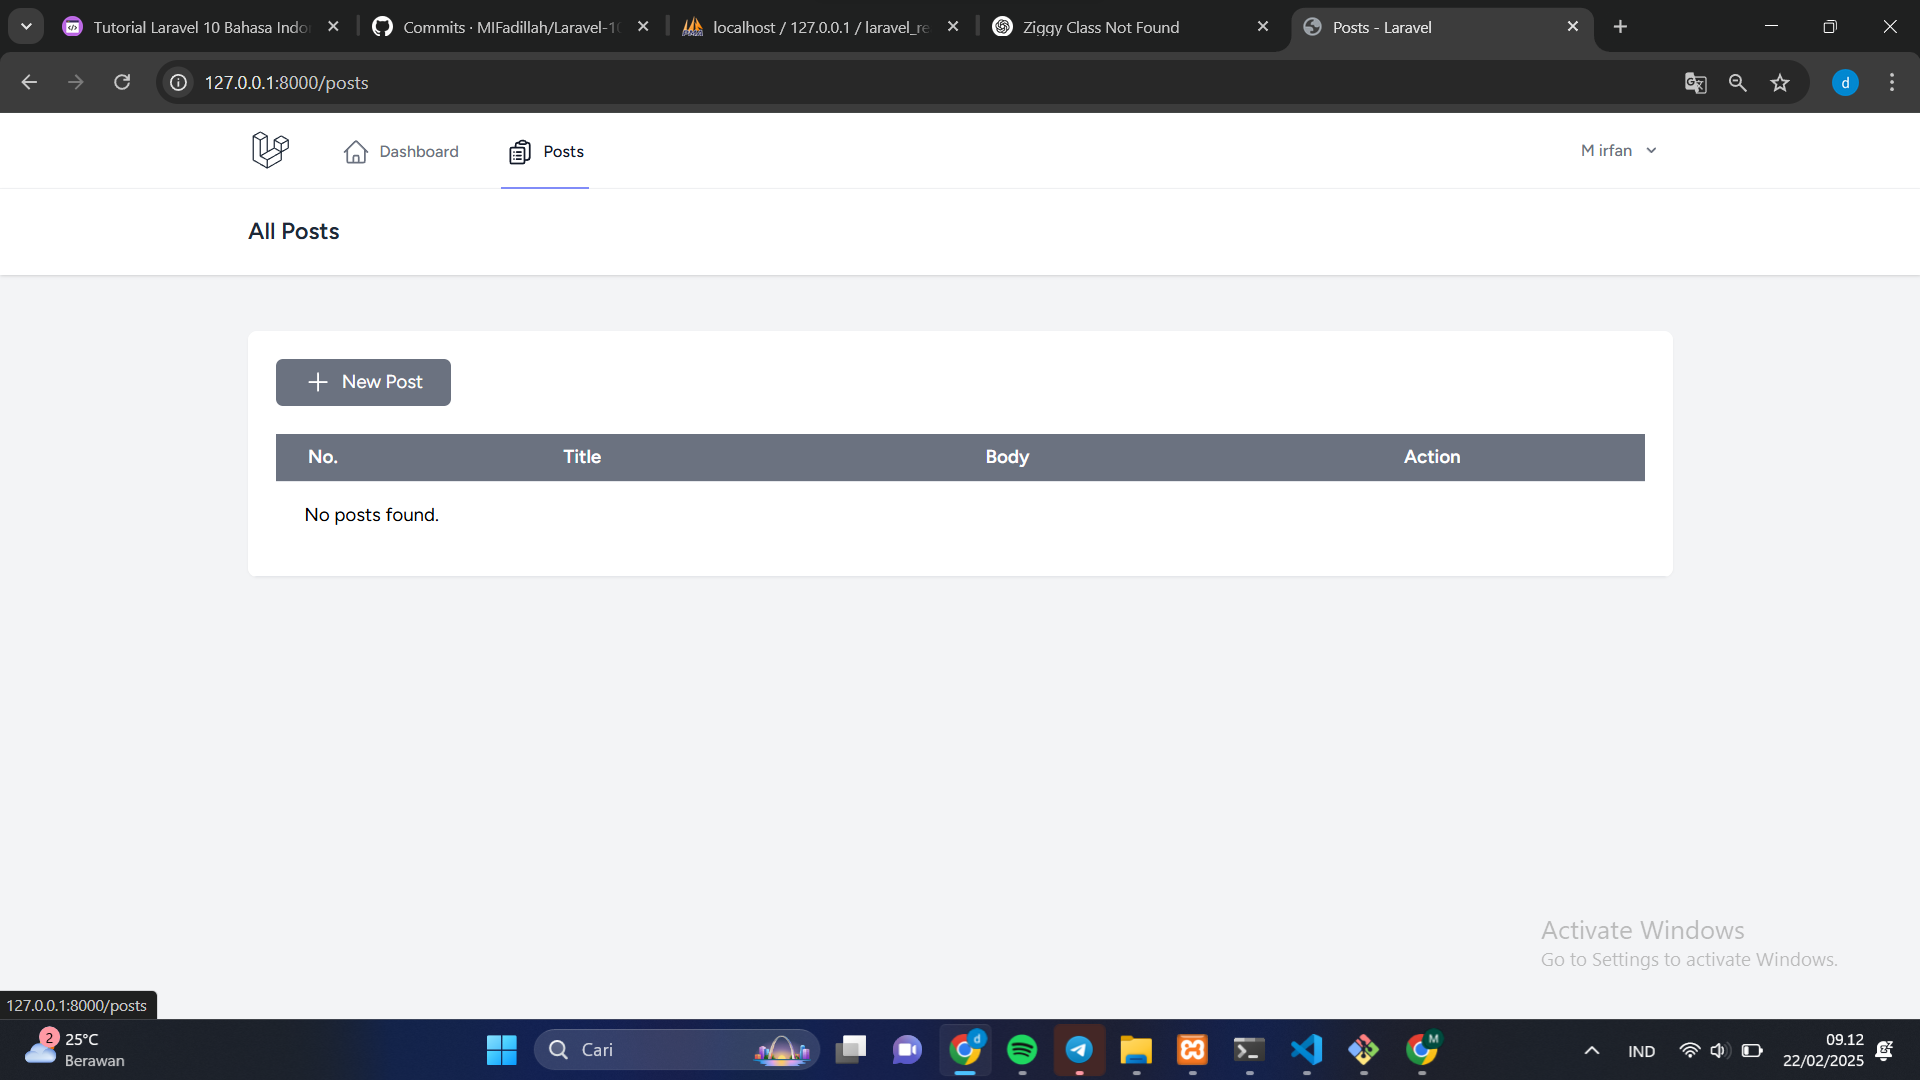 Tutorial Laravel 10 Bahasa Indo
Commits · MIFadillah/Laravel-10
localhost / 127.0.0.1 / laravel_re
Ziggy Class Not Found
Posts - Laravel
127.0.0.1:8000/posts
d
Dashboard
Posts
M irfan
All Posts
New Post
No. Title Body Action
No posts found.
Activate Windows
Go to Settings to activate Windows.
127.0.0.1:8000/posts
2
25°C
Berawan
Cari
d
M
IND
09.12
22/02/2025